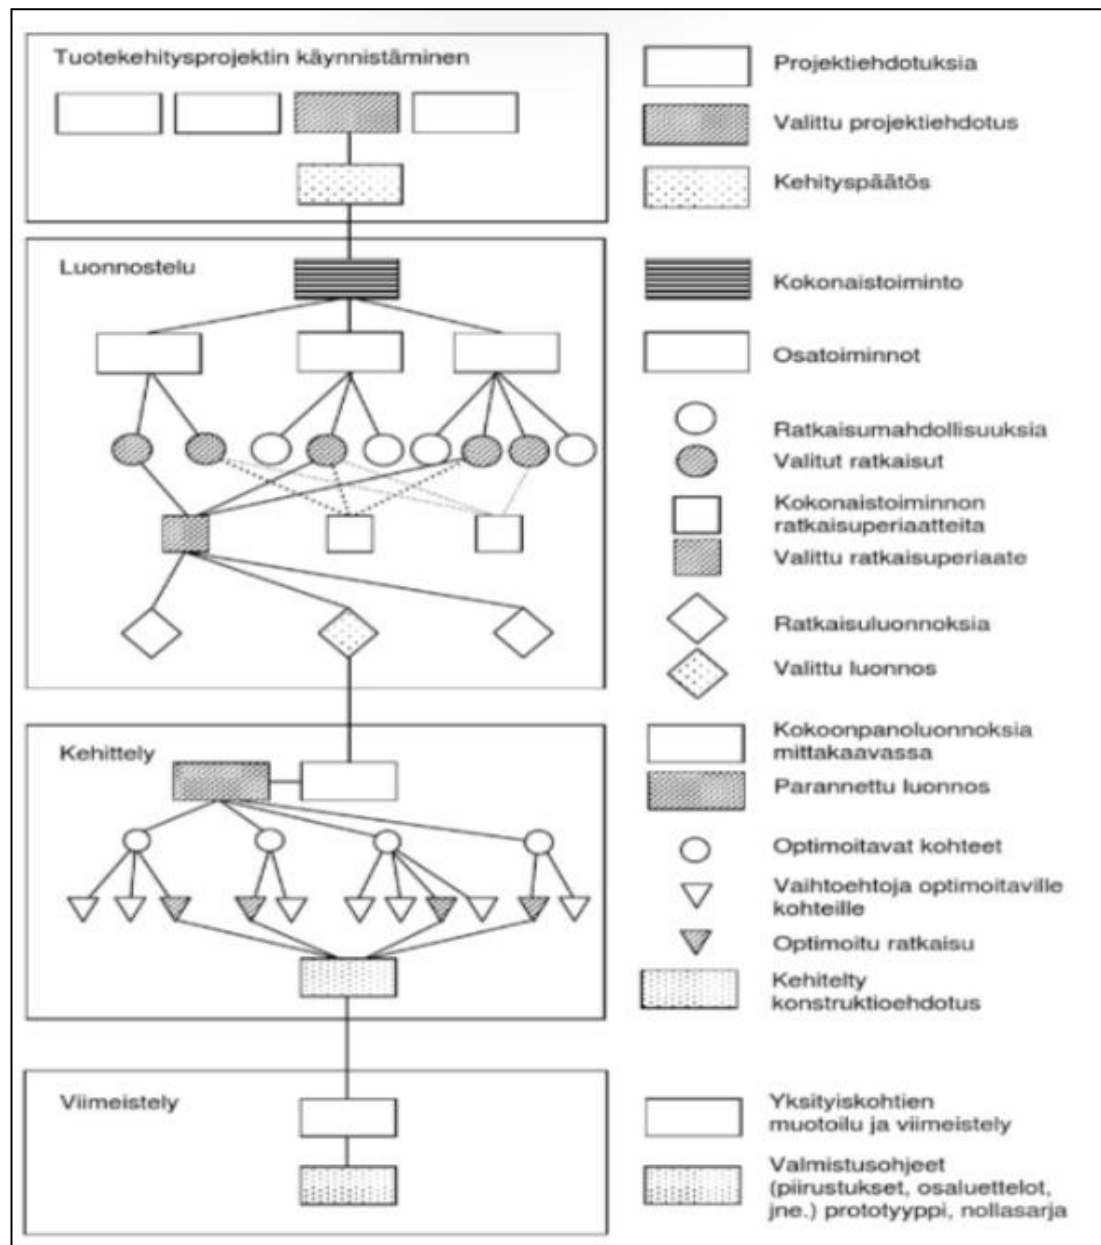 Tuotekehitysprojektin käynnistäminen
Projektiehdotuksia
Valittu projektiehdotus
Kehityspäätös
Luonnostelu
Kokonaistoiminto
Osatoiminnot
Ratkaisumahdollisuuksia
Valitut ratkaisut
Kokonaistoiminnon
ratkaisuperiaatteita
Valittu ratkaisuperiaate
Ratkaisuluonnoksia
Valittu luonnos
Kehittely
Kokoonpanoluonnoksia
mittakaavassa
Parannettu luonnos
Optimoitavat kohteet
Vaihtoehtoja optimoitaville
kohteille
Optimoitu ratkaisu
Kehitelty
konstruktioehdotus
Viimeistely
Yksityiskohtien
muotoilu ja viimeistely
Valmistusohjeet
(piirustukset, osaluettelot,
jne.) prototyyppi, nollasarja